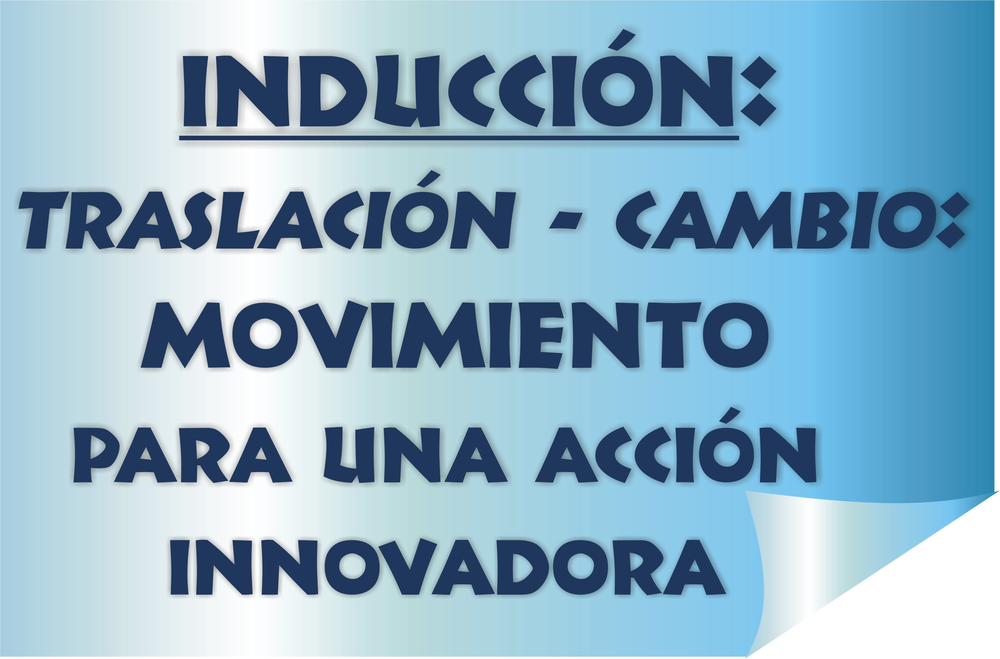 INDUCCIÓN:
TRASLACIÓN - CAMBIO:
MOVIMIENTO
PARA UNA ACCIÓN
INNOVADORA